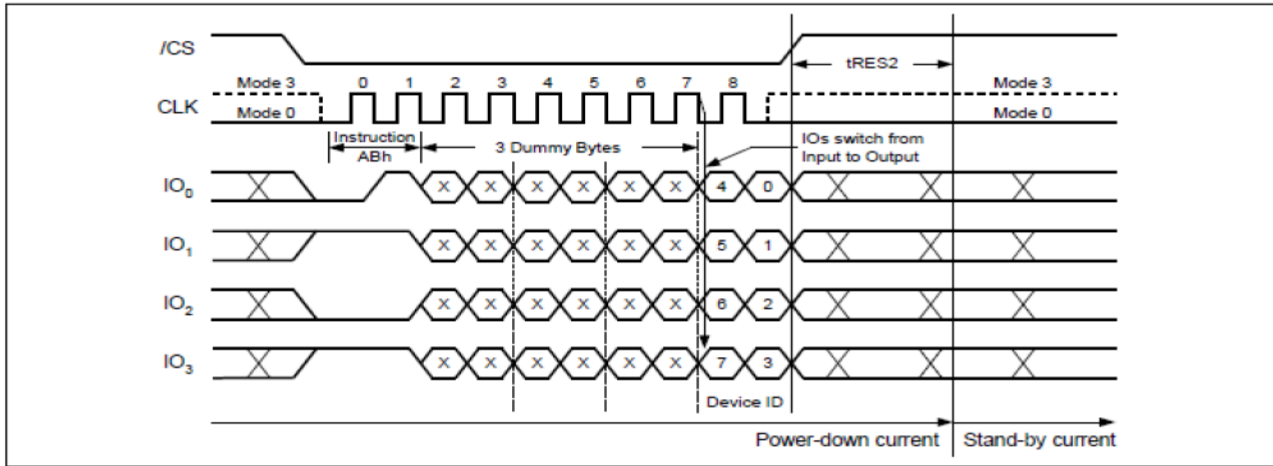 /CS
tRES2
Mode 3 0 1 2 3 4 5 6 7 8 Mode 3
CLK
Mode 0 Mode 0
Instruction
ABh
3 Dummy Bytes
IOs switch from
Input to Output
IO0 X X X X X X X 4 0 X X X
IO1 X X X X X X X 5 1 X X X
IO2 X X X X X X X 6 2 X X X
IO3 X X X X X X X 7 3 X X X
Device ID
Power-down current Stand-by current